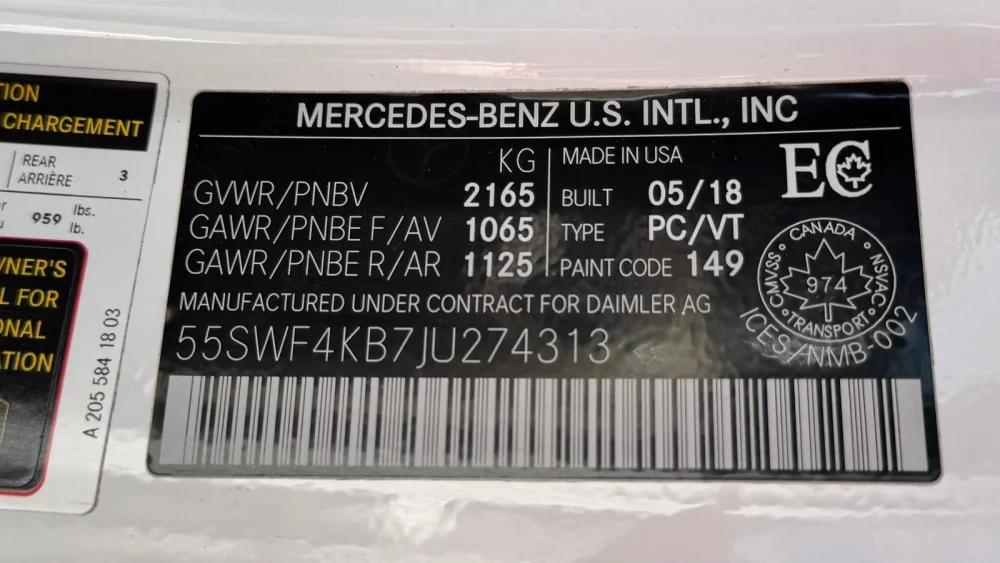 TION
CHARGEMENT
REAR
ARRIÈRE 3
959 lbs.
lb.
WNER'S
L FOR
ONAL
ATION
A 205 584 18 03
MERCEDES-BENZ U.S. INTL., INC
KG
GVWR/PNBV 2165
GAWR/PNBE F/AV 1065
GAWR/PNBE R/AR 1125
MADE IN USA
BUILT 05/18
TYPE PC/VT
PAINT CODE 149
EC
CANADA
CMVSS 974 NSVAC
TRANSPORT
ICES/NMB-002
MANUFACTURED UNDER CONTRACT FOR DAIMLER AG
55SWF4KB7JU274313